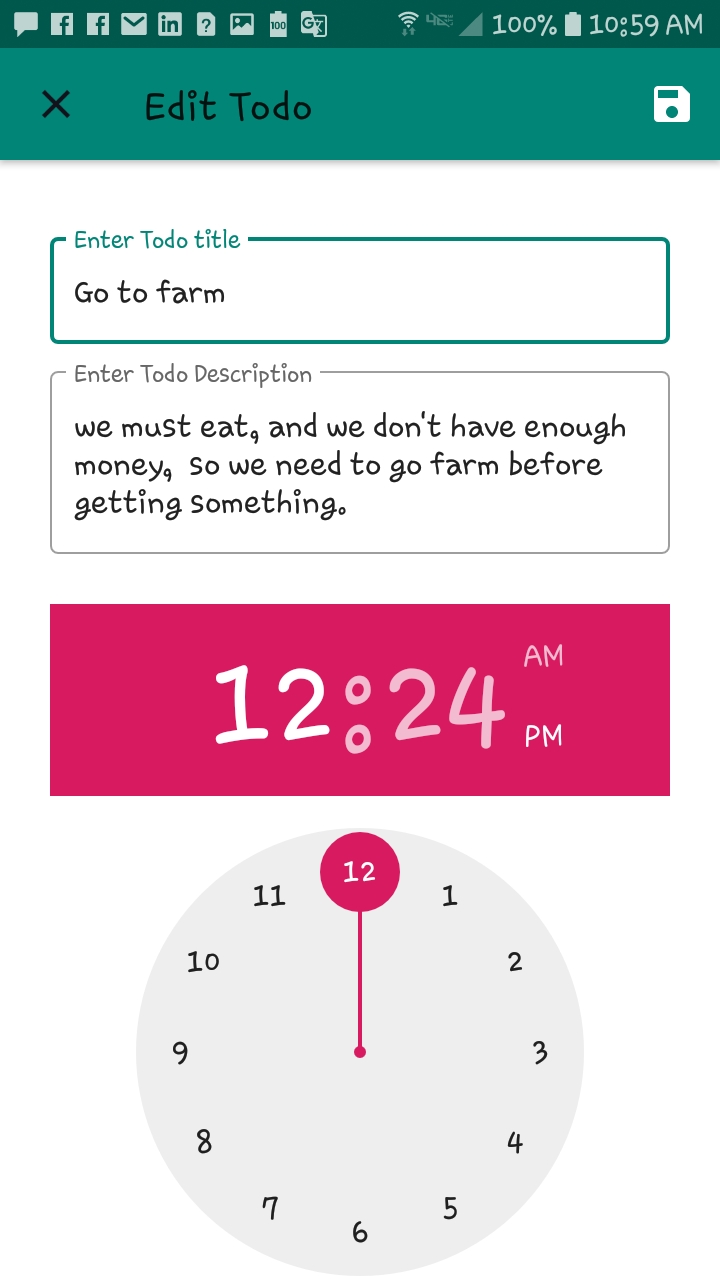 100% 10:59 AM
Edit Todo
Enter Todo title
Go to farm
Enter Todo Description
we must eat, and we don't have enough
money,  so we need to go farm before
getting something.
12:24
AM
PM
12
11
1
10
2
9
3
8
4
7
5
6